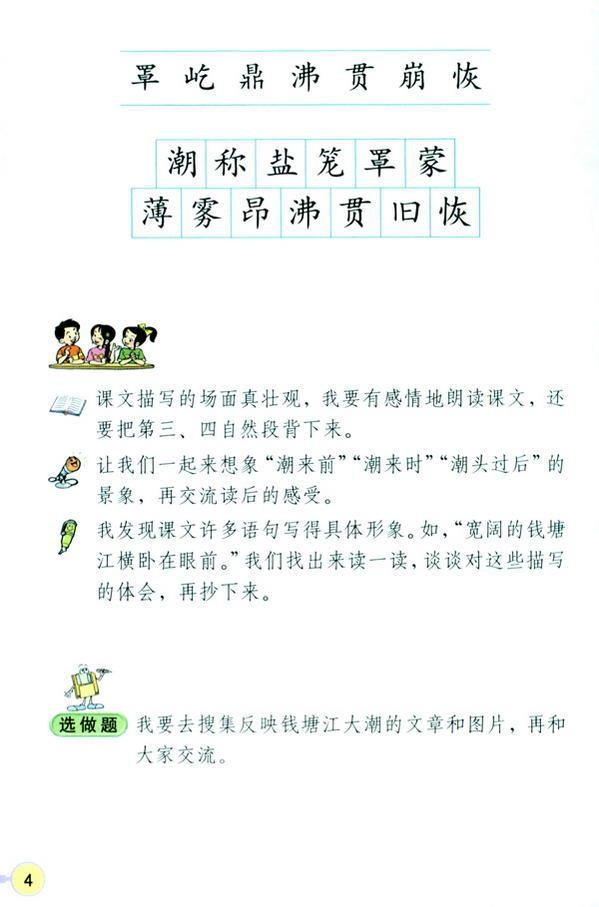 罩 屹 鼎 沸 贯 崩 恢
潮 称 盐 笼 罩 蒙
薄 雾 昂 沸 贯 旧 恢
课文描写的场面真壮观，我要有感情地朗读课文，还
要把第三、四自然段背下来。
让我们一起来想象“潮来前”“潮来时”“潮头过后”的
景象，再交流读后的感受。
我发现课文许多语句写得具体形象。如，“宽阔的钱塘
江横卧在眼前。”我们找出来读一读，谈谈对这些描写
的体会，再抄下来。
选做题 我要去搜集反映钱塘江大潮的文章和图片，再和
大家交流。
4